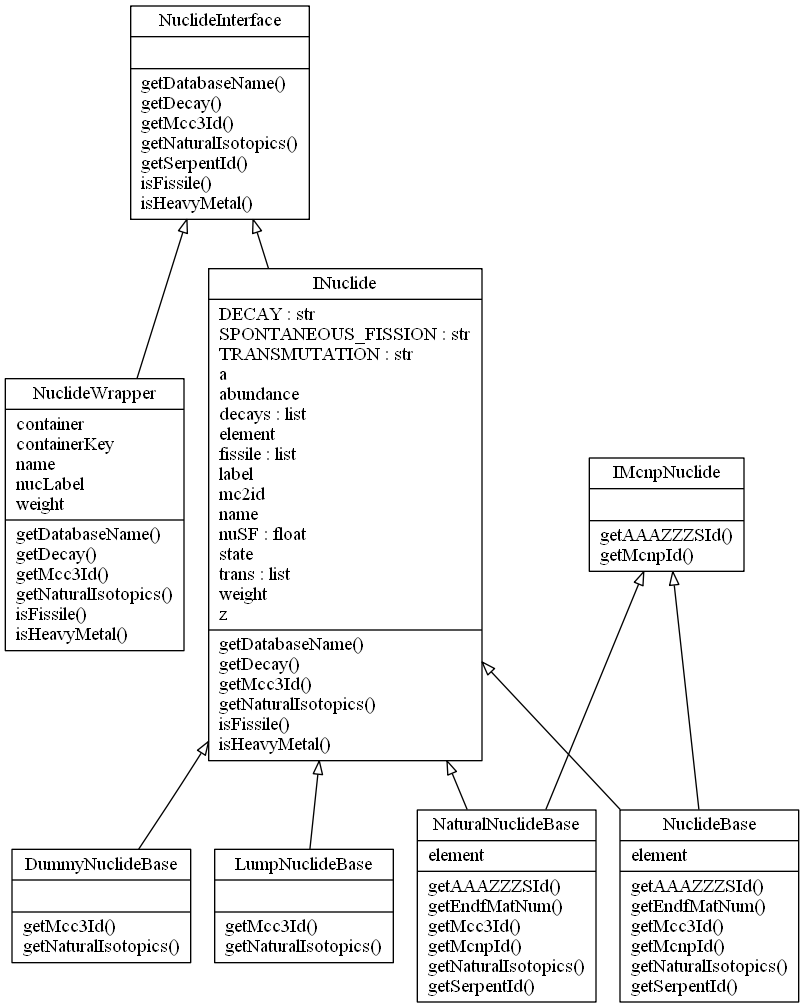 NuclideInterface
getDatabaseName()
getDecay()
getMcc3Id()
getNaturalIsotopics()
getSerpentId()
isFissile()
isHeavyMetal()
INuclide
DECAY : str
SPONTANEOUS_FISSION : str
TRANSMUTATION : str
a
abundance
decays : list
element
fissile : list
label
mc2id
name
nuSF : float
state
trans : list
weight
z
getDatabaseName()
getDecay()
getMcc3Id()
getNaturalIsotopics()
isFissile()
isHeavyMetal()
NuclideWrapper
container
containerKey
name
nucLabel
weight
getDatabaseName()
getDecay()
getMcc3Id()
getNaturalIsotopics()
isFissile()
isHeavyMetal()
IMcnpNuclide
getAAAZZZSId()
getMcnpId()
DummyNuclideBase
getMcc3Id()
getNaturalIsotopics()
LumpNuclideBase
getMcc3Id()
getNaturalIsotopics()
NaturalNuclideBase
element
getAAAZZZSId()
getEndfMatNum()
getMcc3Id()
getMcnpId()
getNaturalIsotopics()
getSerpentId()
NuclideBase
element
getAAAZZZSId()
getEndfMatNum()
getMcc3Id()
getMcnpId()
getNaturalIsotopics()
getSerpentId()